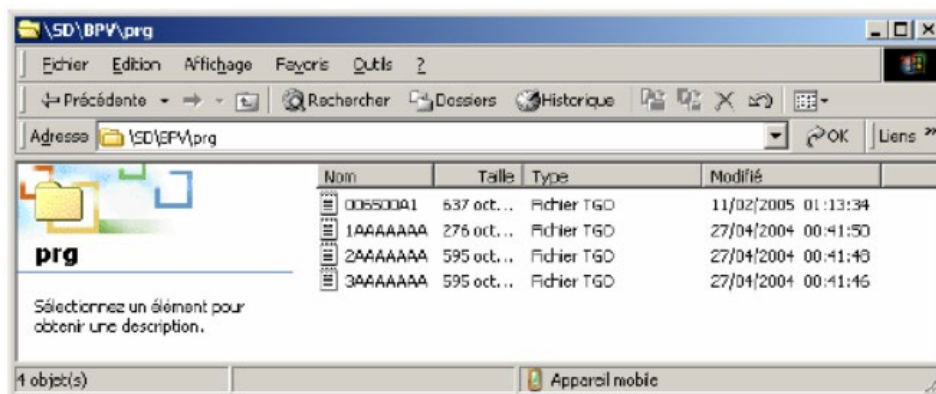 \SD\BPV\prg
Fichier Edition Affichage Favoris Outils ?
Précédente Rechercher Dossiers Historique
Adresse \SD\BPV\prg OK Liens »
Nom Taille Type Modifié
006500A1 637 oct... Fichier TGD 11/02/2005 01:13:34
1AAAAAAA 276 oct... Fichier TGD 27/04/2004 00:41:50
2AAAAAAA 595 oct... Fichier TGD 27/04/2004 00:41:48
3AAAAAAA 595 oct... Fichier TGD 27/04/2004 00:41:46
prg
Sélectionnez un élément pour
obtenir une description.
4 objet(s) Appareil mobile